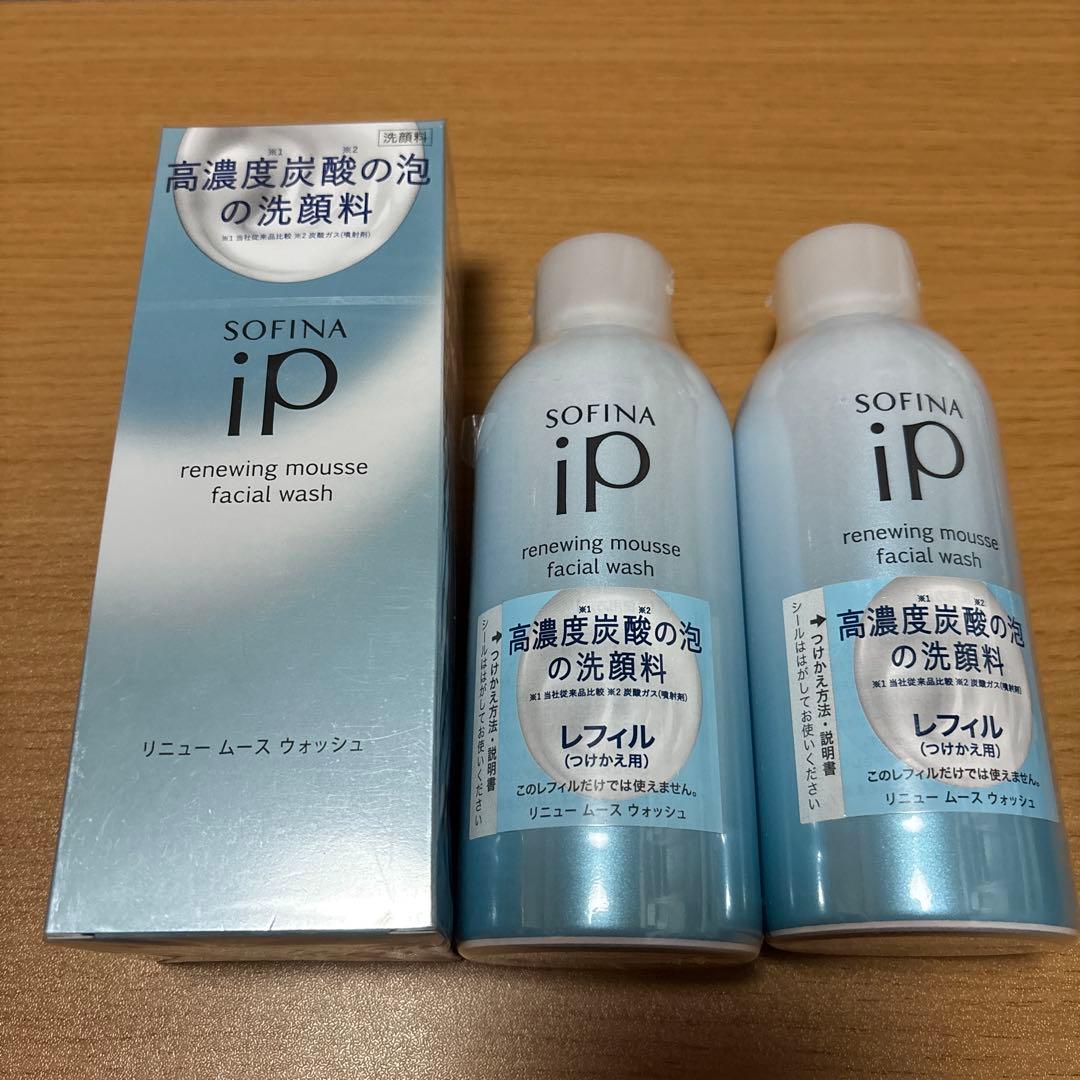 洗顔料
※1 ※2
高濃度炭酸の泡
の洗顔料
※1 当社従来品比較 ※2 炭酸ガス(噴射剤)
SOFINA
iP
renewing mousse
facial wash
リニュー ムース ウォッシュ
SOFINA
iP
renewing mousse
facial wash
➔つけかえ方法・説明書
シールははがしてお使いください
※1 ※2
高濃度炭酸の泡
の洗顔料
※1 当社従来品比較 ※2 炭酸ガス(噴射剤)
レフィル
(つけかえ用)
このレフィルだけでは使えません。
リニュー ムース ウォッシュ
SOFINA
iP
renewing mousse
facial wash
➔つけかえ方法・説明書
シールははがしてお使いください
※1 ※2
高濃度炭酸の泡
の洗顔料
※1 当社従来品比較 ※2 炭酸ガス(噴射剤)
レフィル
(つけかえ用)
このレフィルだけでは使えません。
リニュー ムース ウォッシュ